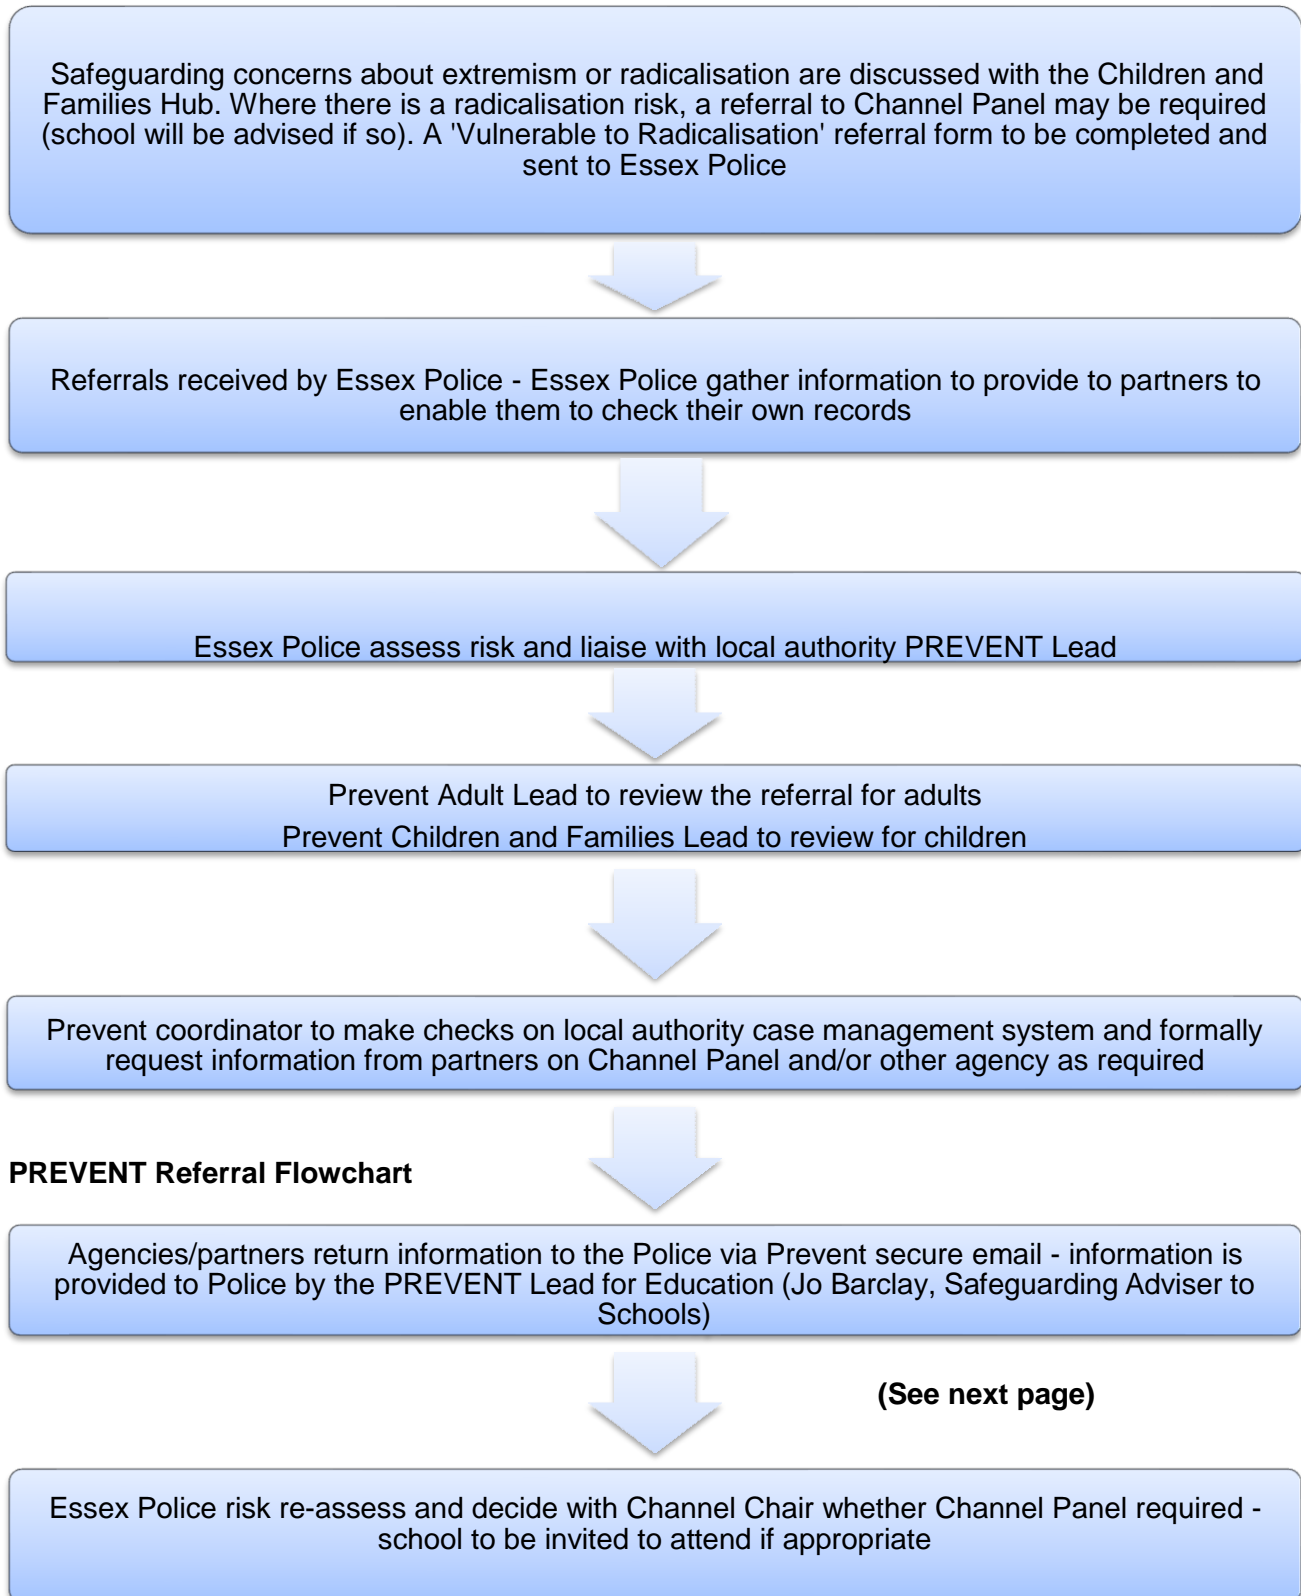 Safeguarding concerns about extremism or radicalisation are discussed with the Children and
Families Hub. Where there is a radicalisation risk, a referral to Channel Panel may be required
(school will be advised if so). A 'Vulnerable to Radicalisation' referral form to be completed and
sent to Essex Police
Referrals received by Essex Police - Essex Police gather information to provide to partners to
enable them to check their own records
Essex Police assess risk and liaise with local authority PREVENT Lead
Prevent Adult Lead to review the referral for adults
Prevent Children and Families Lead to review for children
Prevent coordinator to make checks on local authority case management system and formally
request information from partners on Channel Panel and/or other agency as required
PREVENT Referral Flowchart
Agencies/partners return information to the Police via Prevent secure email - information is
provided to Police by the PREVENT Lead for Education (Jo Barclay, Safeguarding Adviser to
Schools)
(See next page)
Essex Police risk re-assess and decide with Channel Chair whether Channel Panel required -
school to be invited to attend if appropriate